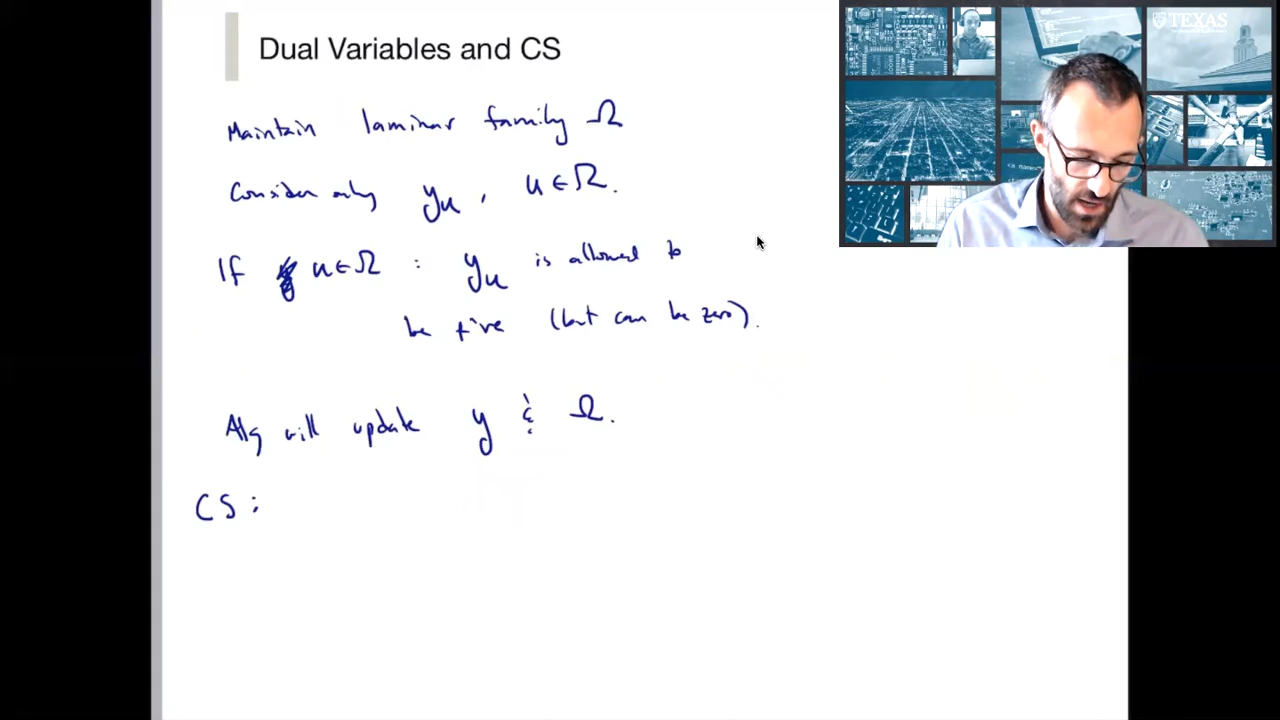 Dual Variables and CS
TEXAS
Maintain laminar family Ω
Consider only y_u , u ∈ Ω.
If u ∈ Ω : y_u is allowed to
be +'ve (but can be zero).
Alg will update y & Ω.
CS: